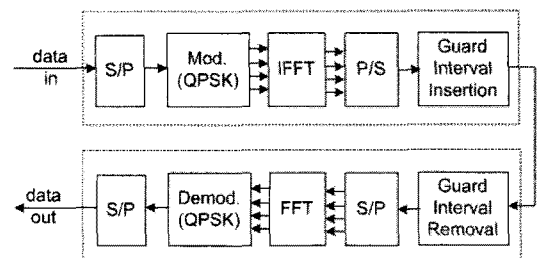 data
in
S/P
Mod.
(QPSK)
IFFT
P/S
Guard
Interval
Insertion
data
out
S/P
Demod.
(QPSK)
FFT
S/P
Guard
Interval
Removal